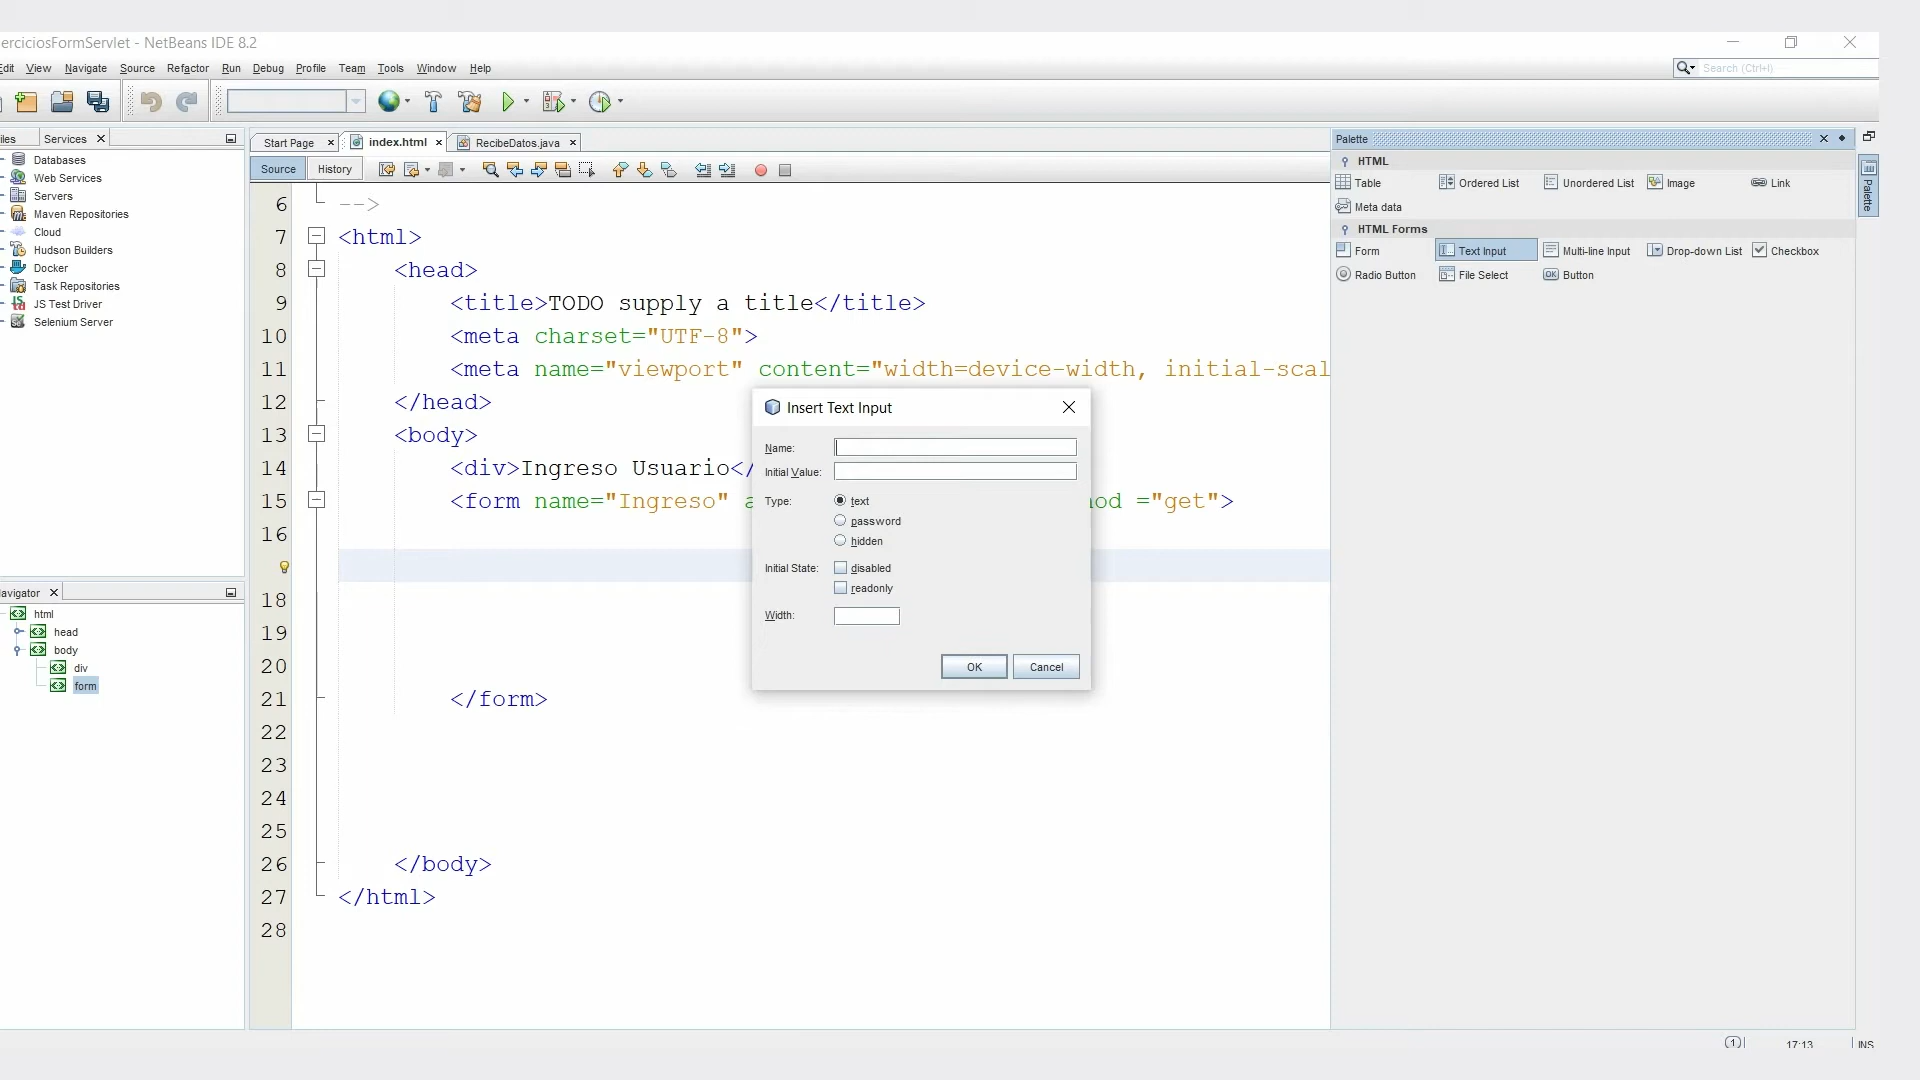 erciciosFormServlet - NetBeans IDE 8.2
Edit View Navigate Source Refactor Run Debug Profile Team Tools Window Help
Search (Ctrl+I)
iles Services
Databases
Web Services
Servers
Maven Repositories
Cloud
Hudson Builders
Docker
Task Repositories
JS Test Driver
Selenium Server
avigator
html
head
body
div
form
Start Page index.html RecibeDatos.java
Source History
6 -->
7 <html>
8 <head>
9 <title>TODO supply a title</title>
10 <meta charset="UTF-8">
11 <meta name="viewport" content="width=device-width, initial-scal
12 </head>
13 <body>
14 <div>Ingreso Usuario</
15 <form name="Ingreso" a od ="get">
16
18
19
20
21 </form>
22
23
24
25
26 </body>
27 </html>
28
Insert Text Input
Name:
Initial Value:
Type: text
password
hidden
Initial State: disabled
readonly
Width:
OK Cancel
Palette
HTML
Table Ordered List Unordered List Image Link
Meta data
HTML Forms
Form Text Input Multi-line Input Drop-down List Checkbox
Radio Button File Select OK Button
Palette
1 17:13 INS